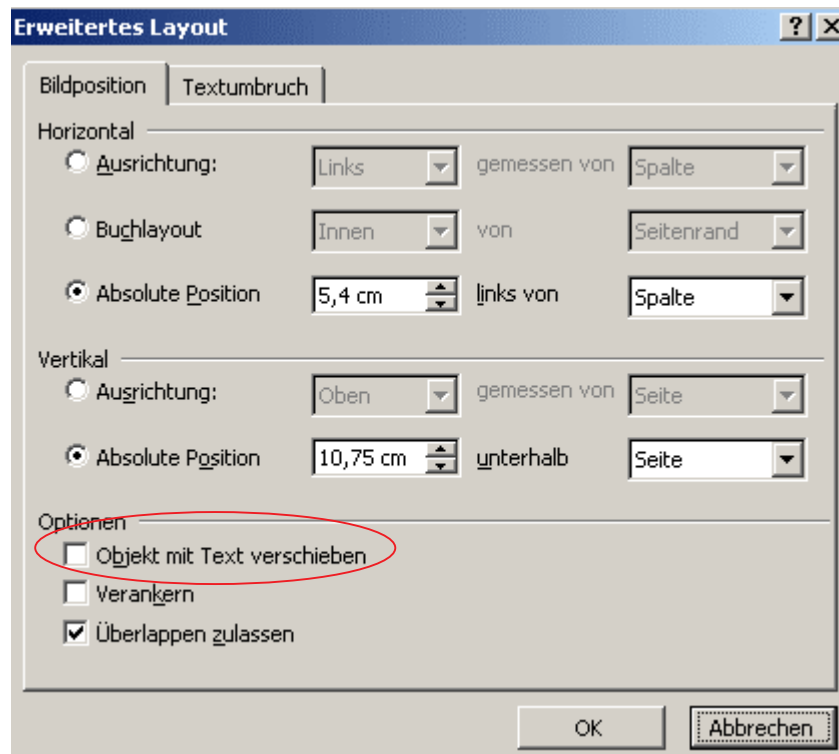 Erweitertes Layout
Bildposition Textumbruch
Horizontal
Ausrichtung: Links gemessen von Spalte
Buchlayout Innen von Seitenrand
Absolute Position 5,4 cm links von Spalte
Vertikal
Ausrichtung: Oben gemessen von Seite
Absolute Position 10,75 cm unterhalb Seite
Optionen
Objekt mit Text verschieben
Verankern
Überlappen zulassen
OK Abbrechen